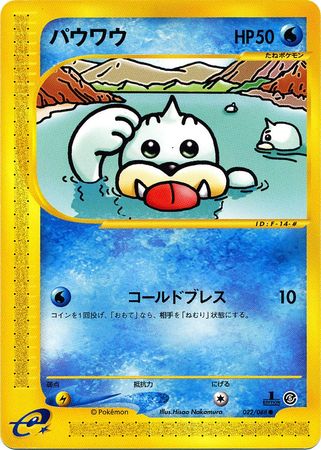 パウワウ HP50
たねポケモン
ID:F-14-#
コールドブレス 10
コインを1回投げ、「おもて」なら、相手を「ねむり」状態にする。
弱点 抵抗力 にげる
©Pokémon Illus.Hisao Nakamura 022/088
1
EDITION
e